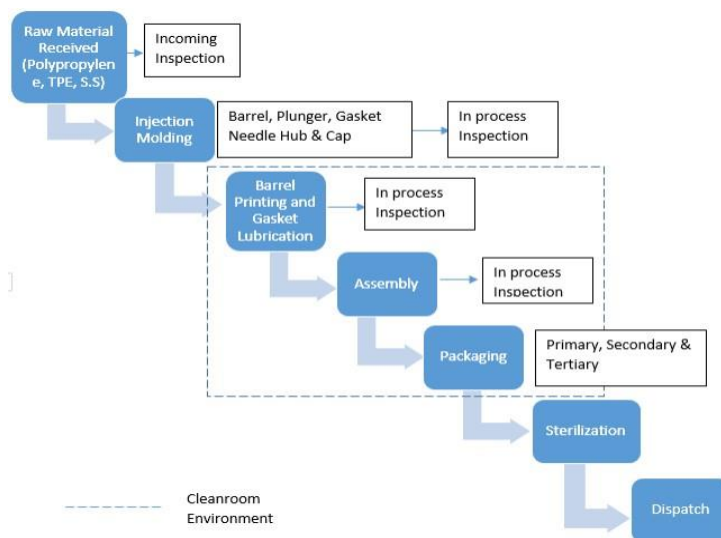 Raw Material
Received
(Polypropylen
e, TPE, S.S)
Incoming
Inspection
Injection
Molding
Barrel, Plunger, Gasket
Needle Hub & Cap
In process
Inspection
Barrel
Printing and
Gasket
Lubrication
In process
Inspection
Assembly
In process
Inspection
Packaging
Primary, Secondary &
Tertiary
Sterilization
Cleanroom
Environment
Dispatch